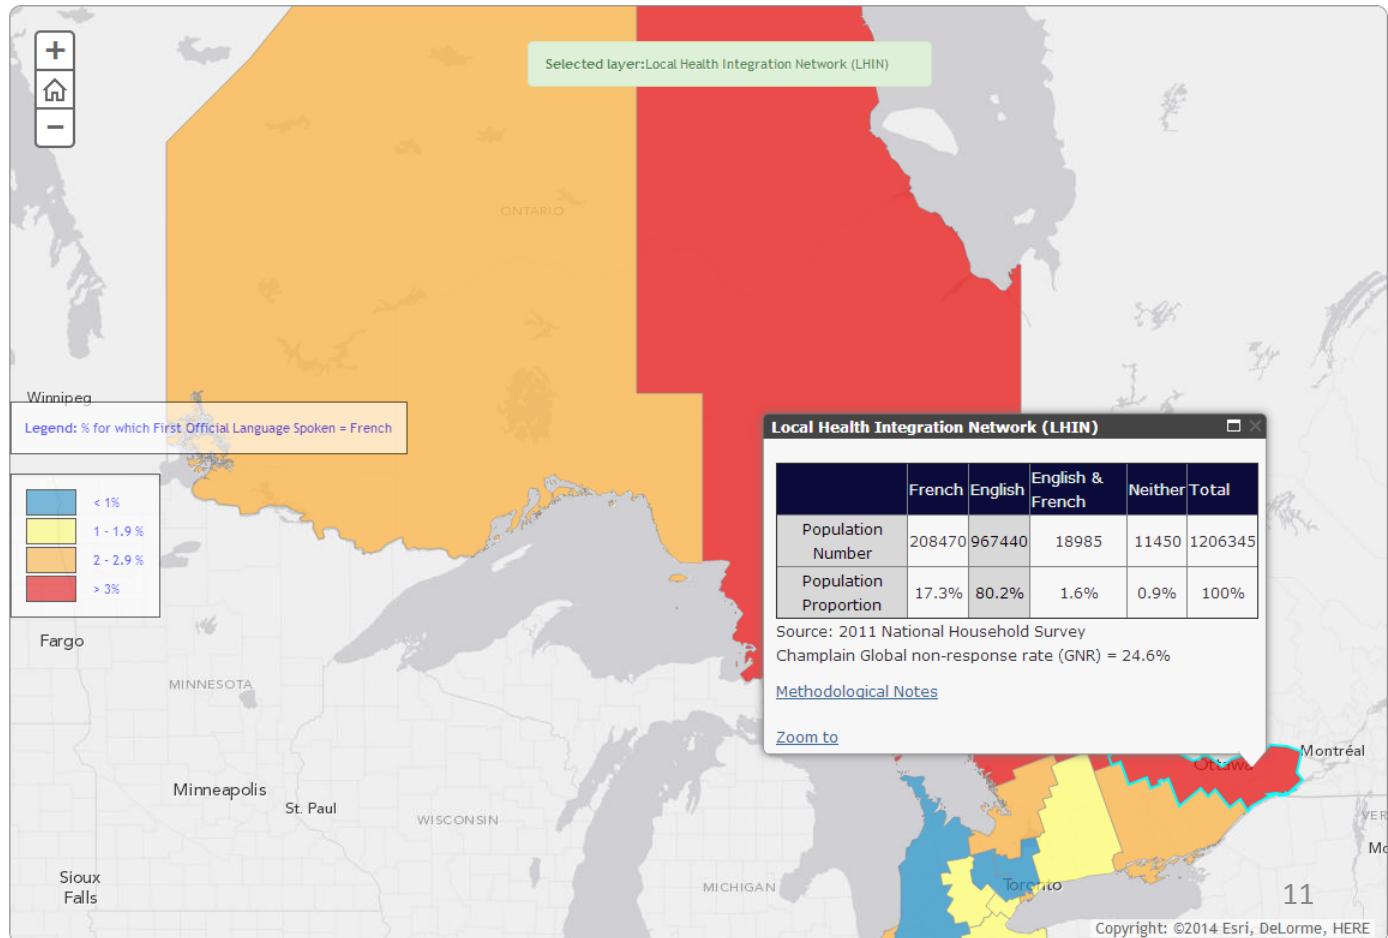 +
−
Selected layer:Local Health Integration Network (LHIN)
ONTARIO
Winnipeg
Legend: % for which First Official Language Spoken = French
< 1%
1 - 1.9 %
2 - 2.9 %
> 3%
Fargo
MINNESOTA
Minneapolis
St. Paul
WISCONSIN
Sioux
Falls
MICHIGAN
Local Health Integration Network (LHIN)
French English English & French Neither Total
Population Number 208470 967440 18985 11450 1206345
Population Proportion 17.3% 80.2% 1.6% 0.9% 100%
Source: 2011 National Household Survey
Champlain Global non-response rate (GNR) = 24.6%
Methodological Notes
Zoom to
Ottawa
Montréal
VER
Mo
Toronto
11
Copyright: ©2014 Esri, DeLorme, HERE